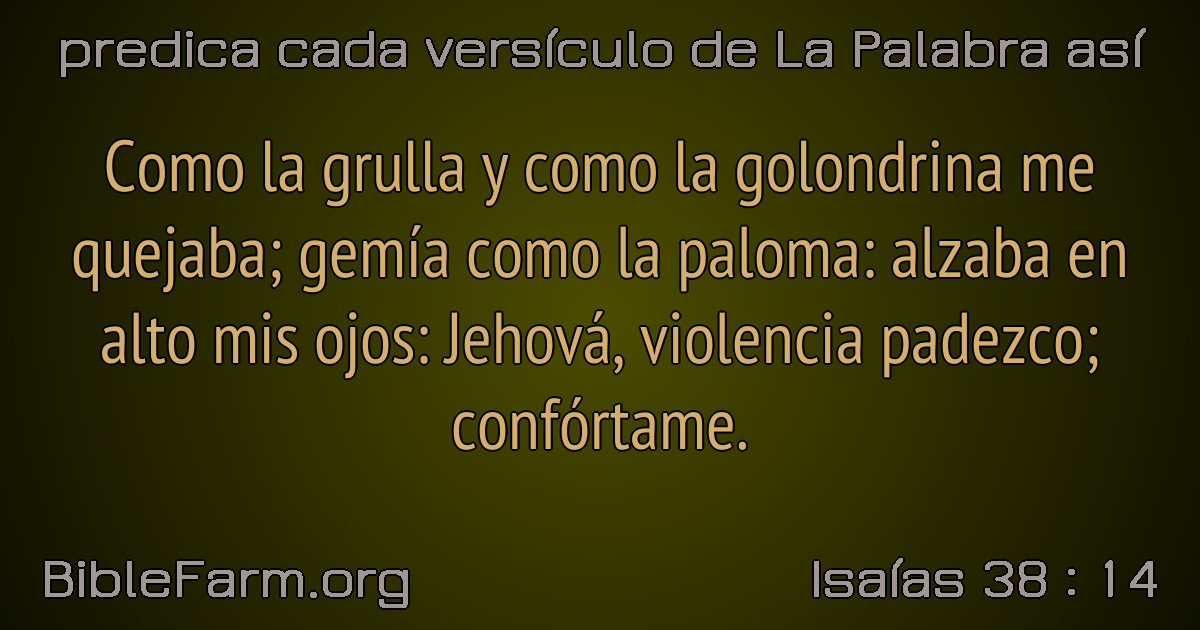 predica cada versículo de La Palabra así
Como la grulla y como la golondrina me
quejaba; gemía como la paloma: alzaba en
alto mis ojos: Jehová, violencia padezco;
confórtame.
BibleFarm.org
Isaías 38 : 14